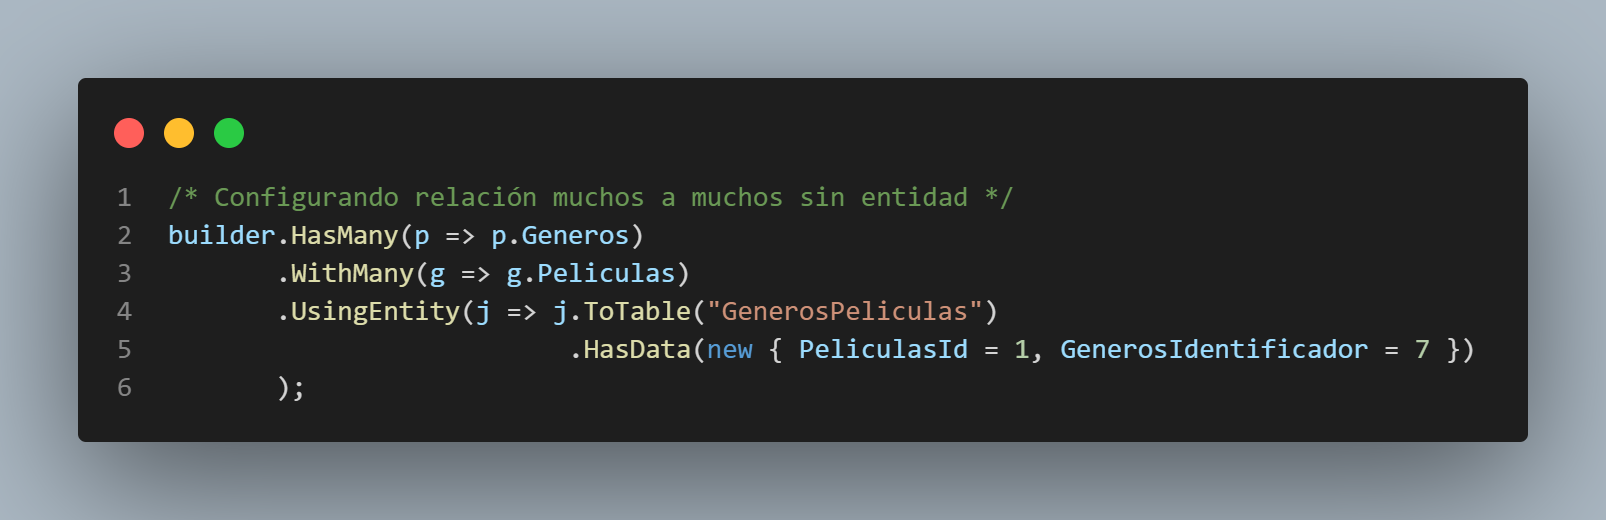 1 /* Configurando relación muchos a muchos sin entidad */
2 builder.HasMany(p => p.Generos)
3        .WithMany(g => g.Peliculas)
4        .UsingEntity(j => j.ToTable("GenerosPeliculas")
5                           .HasData(new { PeliculasId = 1, GenerosIdentificador = 7 })
6        );